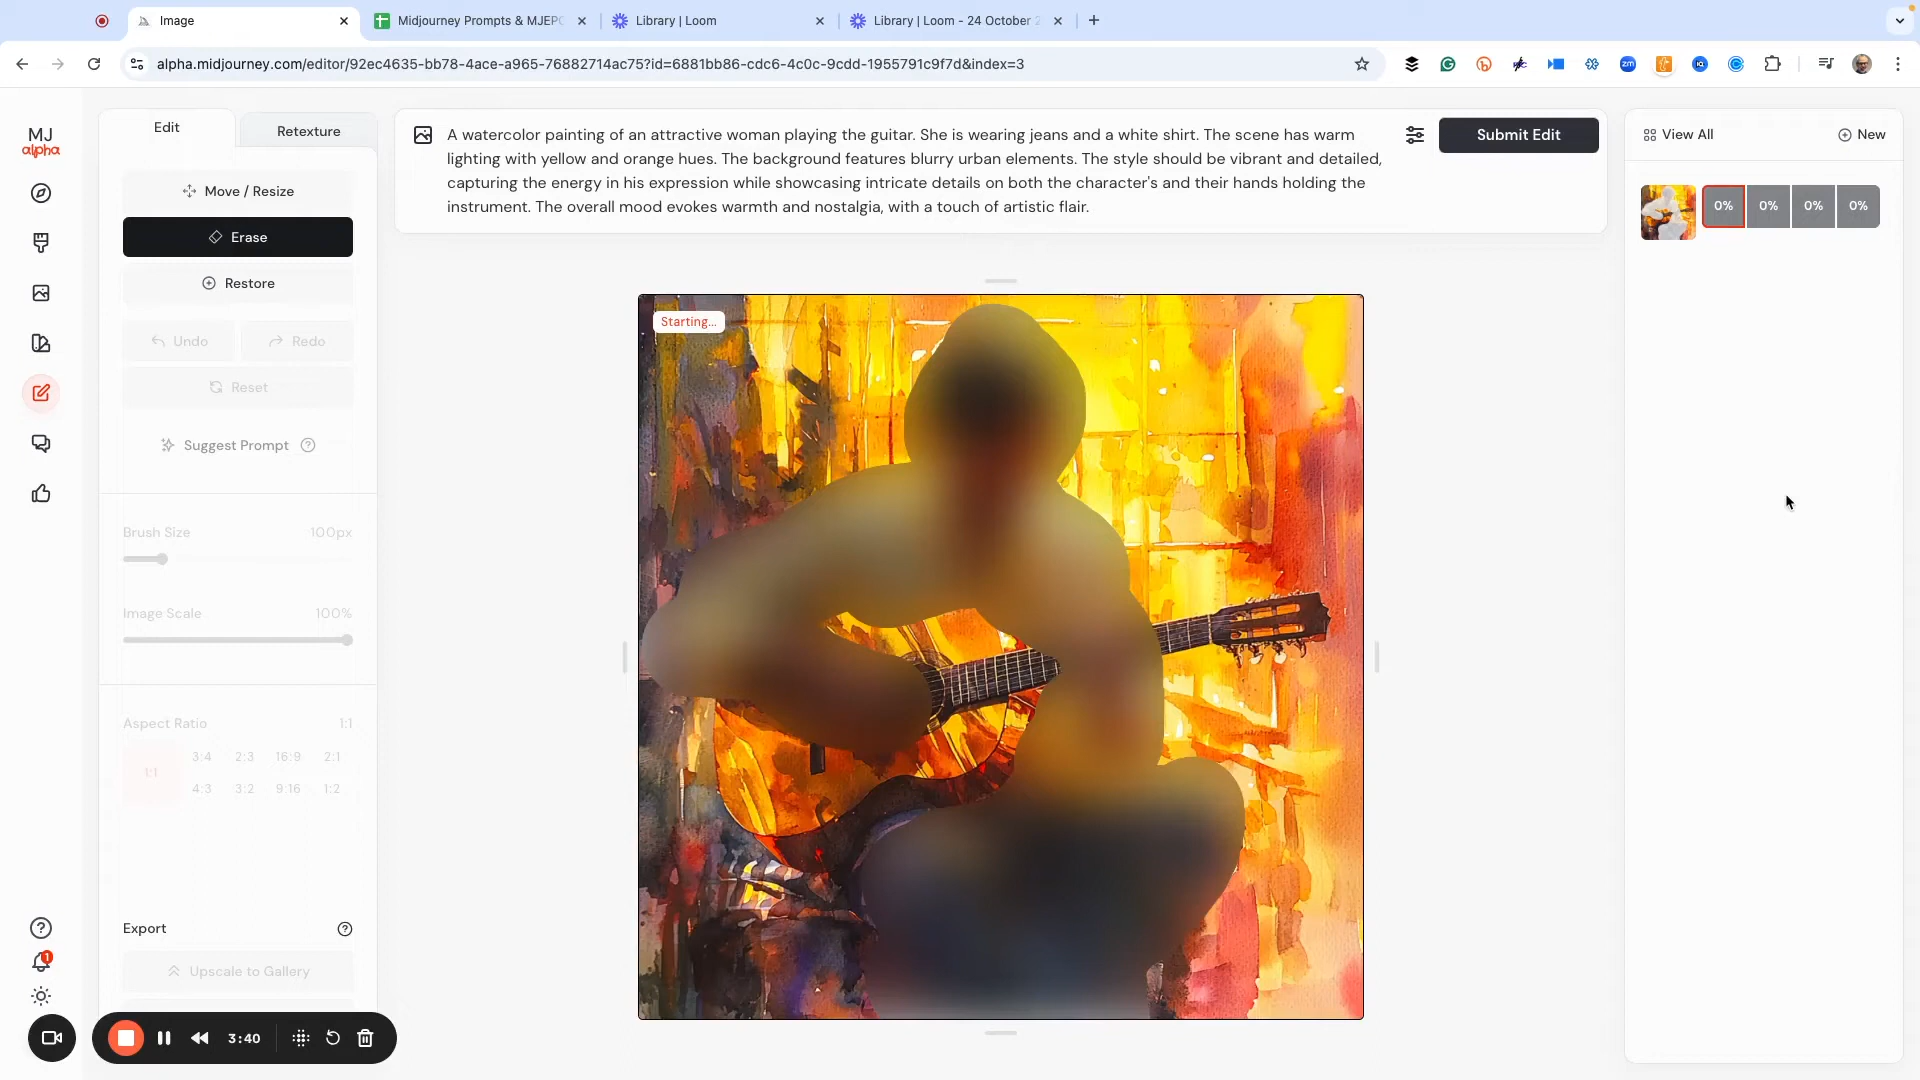 Image
Midjourney Prompts & MJEPC
Library | Loom
Library | Loom - 24 October 2
alpha.midjourney.com/editor/92ec4635-bb78-4ace-a965-76882714ac75?id=6881bb86-cdc6-4c0c-9cdd-1955791c9f7d&index=3
MJ
alpha
Edit
Retexture
Move / Resize
Erase
Restore
Undo
Redo
Reset
Suggest Prompt
Brush Size 100px
Image Scale 100%
Aspect Ratio 1:1
1:1
3:4 2:3 16:9 2:1
4:3 3:2 9:16 1:2
Export
Upscale to Gallery
1
3:40
A watercolor painting of an attractive woman playing the guitar. She is wearing jeans and a white shirt. The scene has warm
lighting with yellow and orange hues. The background features blurry urban elements. The style should be vibrant and detailed,
capturing the energy in his expression while showcasing intricate details on both the character's and their hands holding the
instrument. The overall mood evokes warmth and nostalgia, with a touch of artistic flair.
Submit Edit
Starting...
View All
New
0% 0% 0% 0%